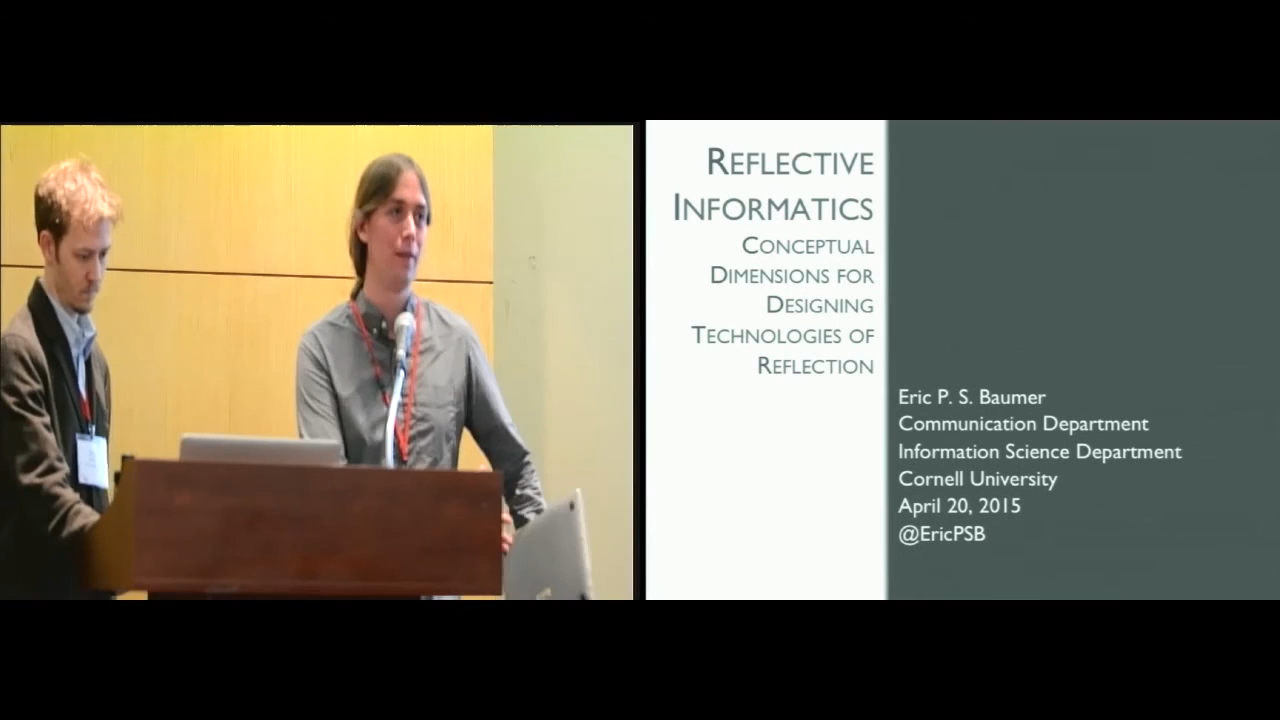 REFLECTIVE
INFORMATICS
CONCEPTUAL
DIMENSIONS FOR
DESIGNING
TECHNOLOGIES OF
REFLECTION
Eric P. S. Baumer
Communication Department
Information Science Department
Cornell University
April 20, 2015
@EricPSB